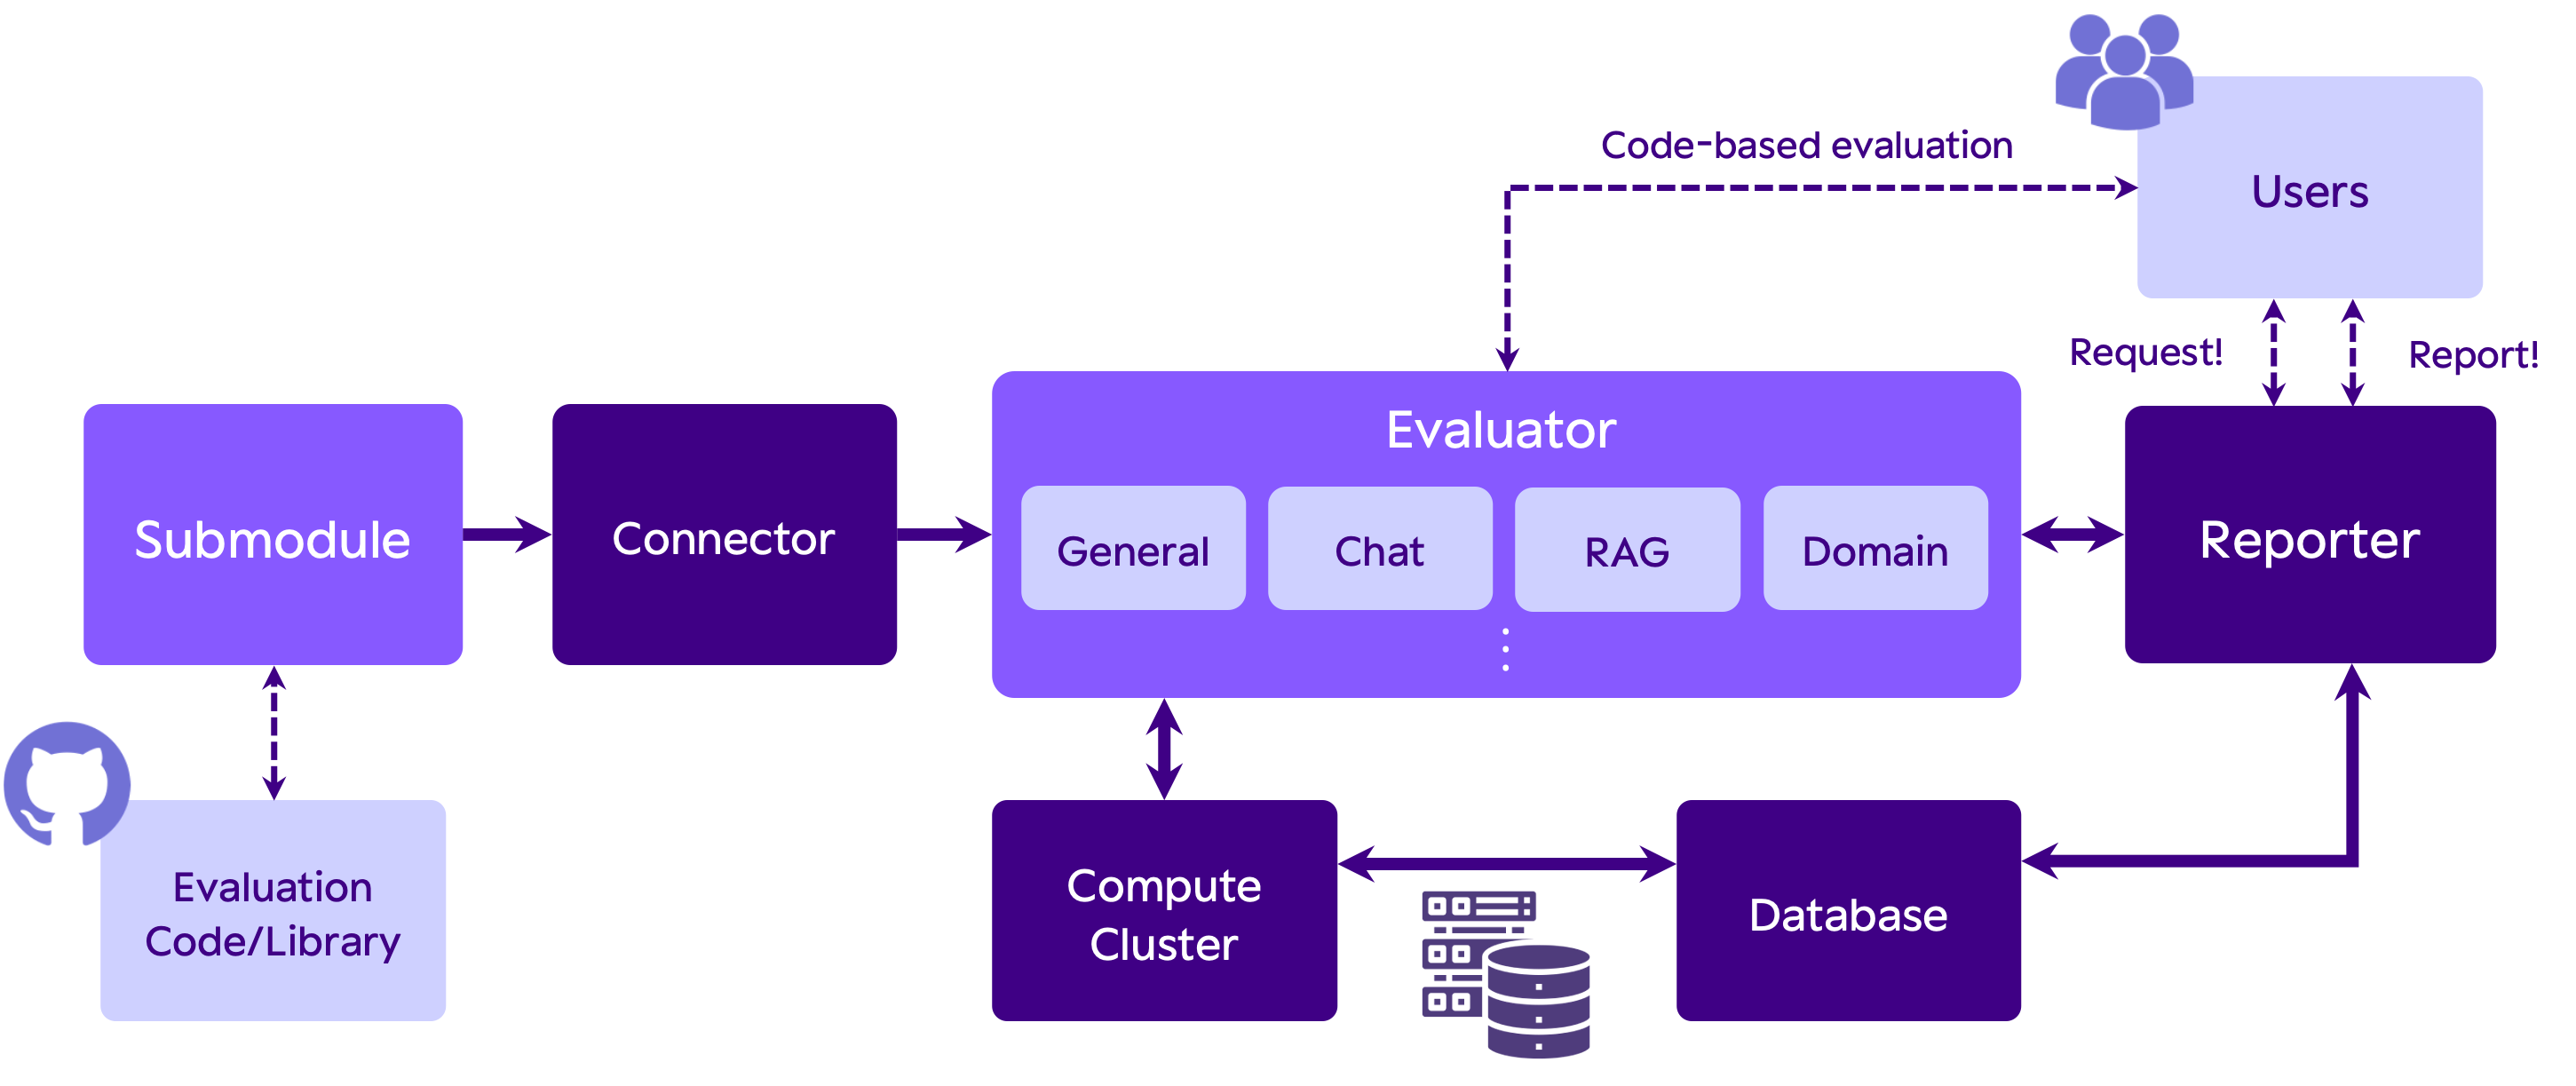 Code-based evaluation
Users
Request!
Report!
Evaluator
Submodule
Connector
General
Chat
RAG
Domain
Reporter
Evaluation
Code/Library
Compute
Cluster
Database